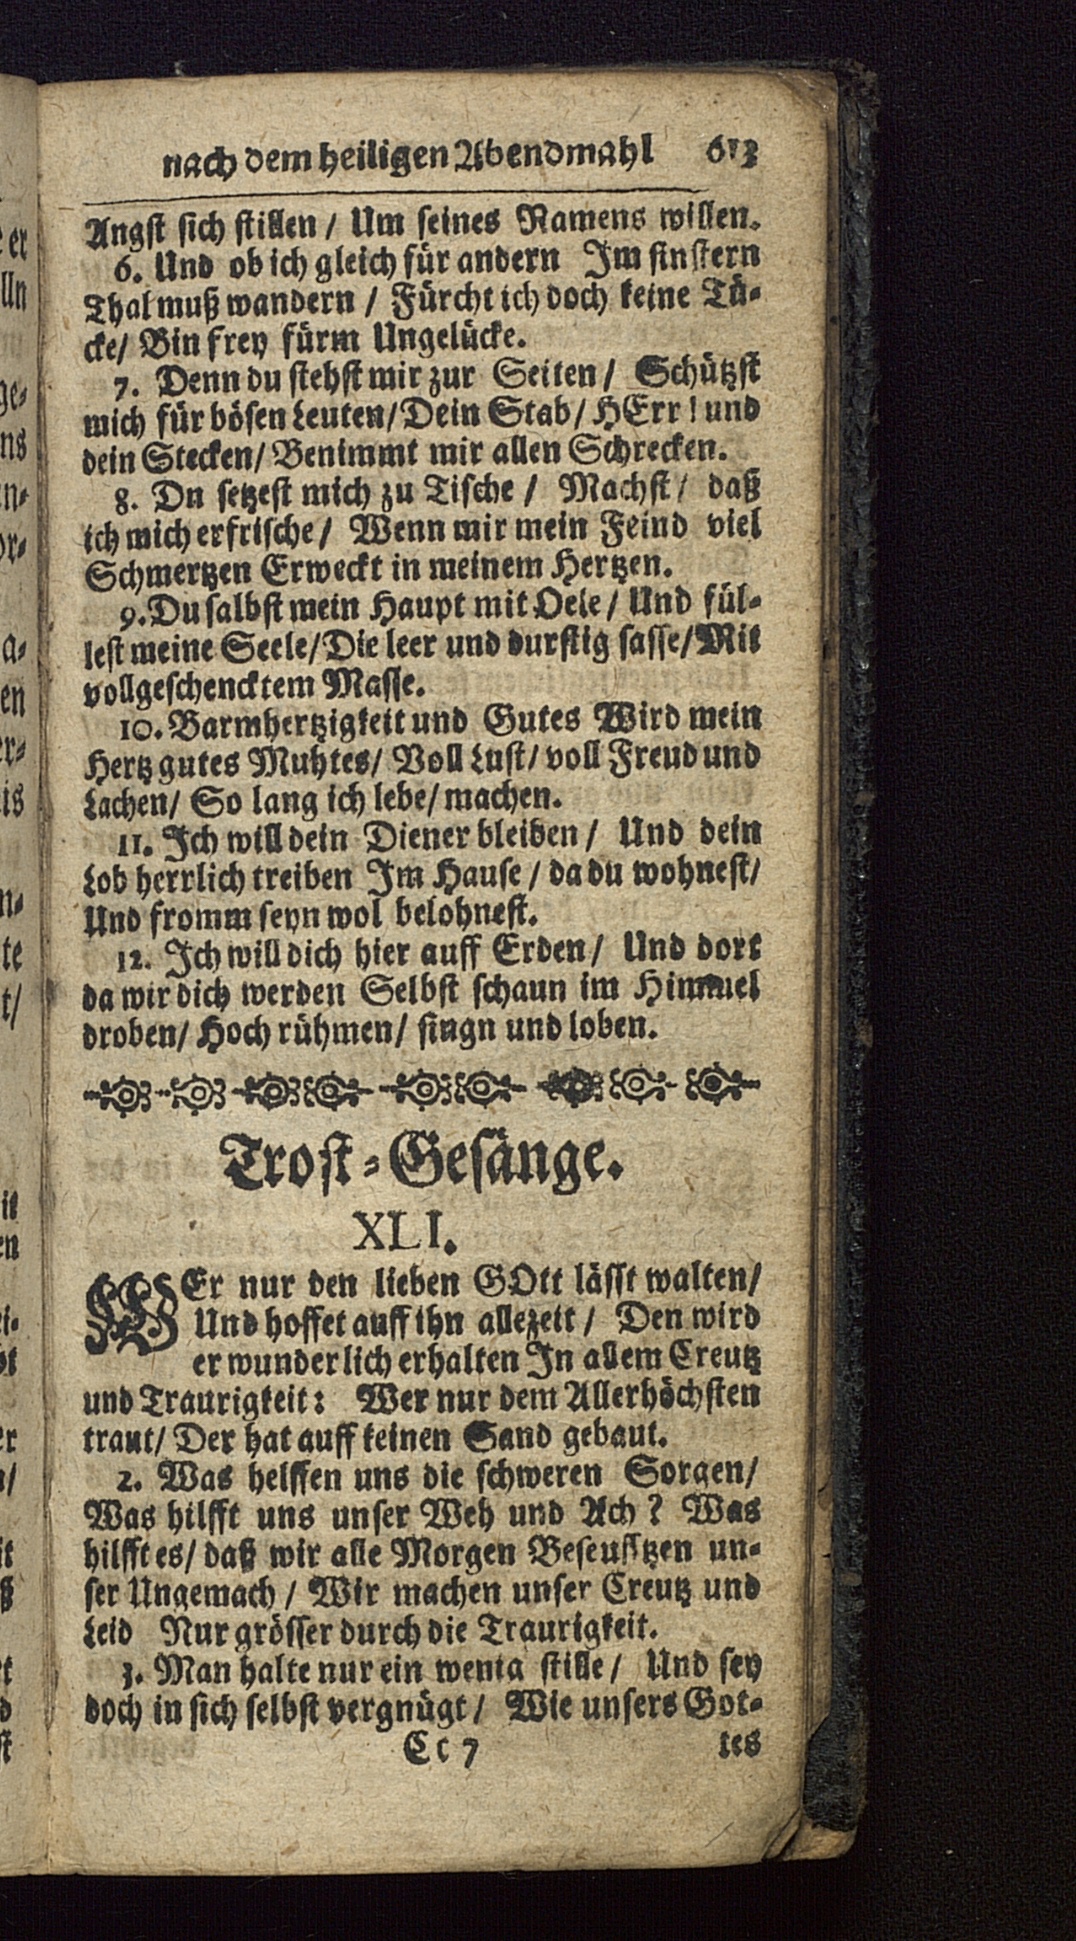 nach dem heiligen Abendmahl 613
Angst sich stillen / Um seines Namens willen.
6. Und ob ich gleich für andern Im finstern
Thal muß wandern / Fürcht ich doch keine Tü-
cke/ Bin frey fürm Ungelücke.
7. Denn du stehst mir zur Seiten / Schützst
mich für bösen Leuten/ Dein Stab/ HErr! und
dein Stecken/ Benimmt mir allen Schrecken.
8. Du setzest mich zu Tische / Machst / daß
ich mich erfrische / Wenn mir mein Feind viel
Schmertzen Erweckt in meinem Hertzen.
9. Du salbst mein Haupt mit Oele / Und fül-
lest meine Seele/ Die leer und durstig sasse/ Mit
vollgeschencktem Masse.
10. Barmhertzigkeit und Gutes Wird mein
Hertz gutes Muhtes/ Voll Lust/ voll Freud und
Lachen/ So lang ich lebe/ machen.
11. Ich will dein Diener bleiben / Und dein
Lob herrlich treiben Im Hause / da du wohnest/
Und fromm seyn wol belohnest.
12. Ich will dich hier auff Erden / Und dort
da wir dich werden Selbst schaun im Himmel
droben/ Hoch rühmen/ singn und loben.
Trost-Gesänge.
XLI.
WEr nur den lieben GOtt lässt walten/
Und hoffet auff ihn allezeit / Den wird
er wunderlich erhalten In allem Creutz
und Traurigkeit: Wer nur dem Allerhöchsten
traut/ Der hat auff keinen Sand gebaut.
2. Was helffen uns die schweren Sorgen/
Was hilfft uns unser Weh und Ach? Was
hilfft es/ daß wir alle Morgen Beseufftzen un-
ser Ungemach / Wir machen unser Creutz und
Leid Nur grösser durch die Traurigkeit.
3. Man halte nur ein wenig stille / Und sey
doch in sich selbst vergnügt / Wie unsers Got-
Cc 7 tes